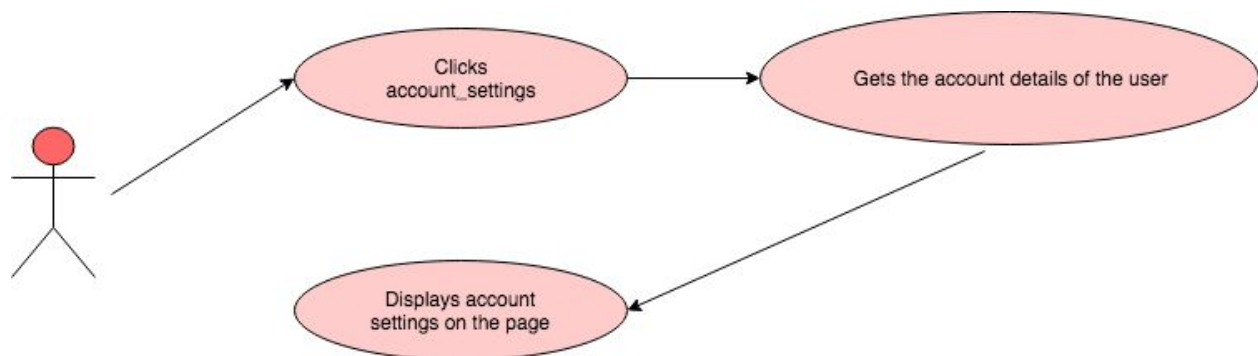 Clicks
account_settings
Gets the account details of the user
Displays account
settings on the page